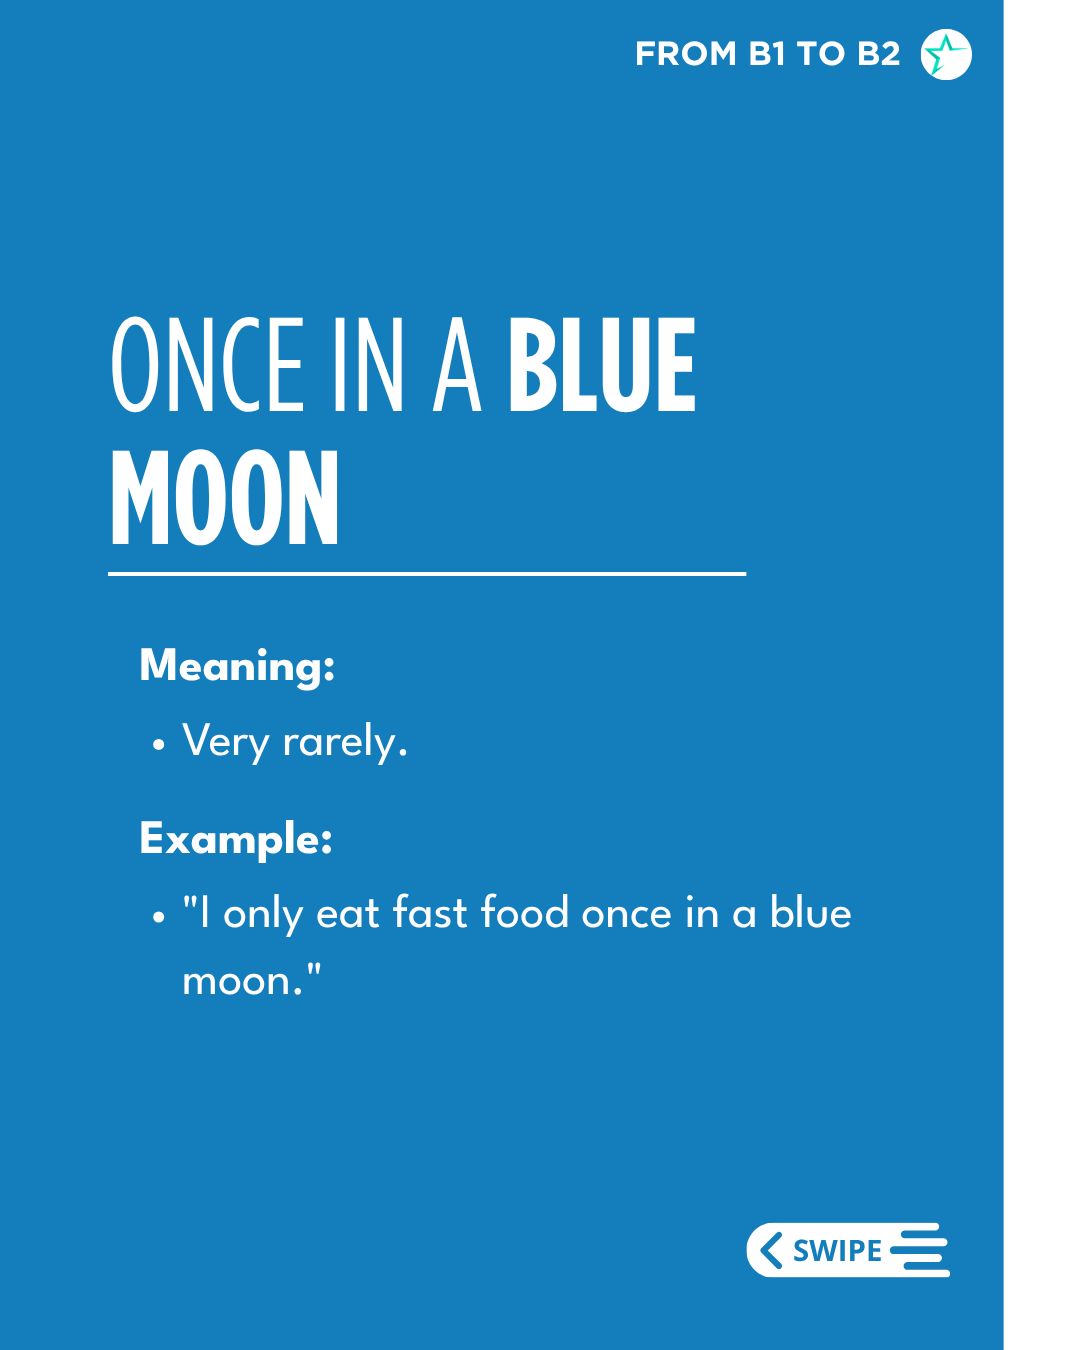 FROM B1 TO B2
ONCE IN A BLUE
MOON
Meaning:
• Very rarely.
Example:
• "I only eat fast food once in a blue
moon."
SWIPE